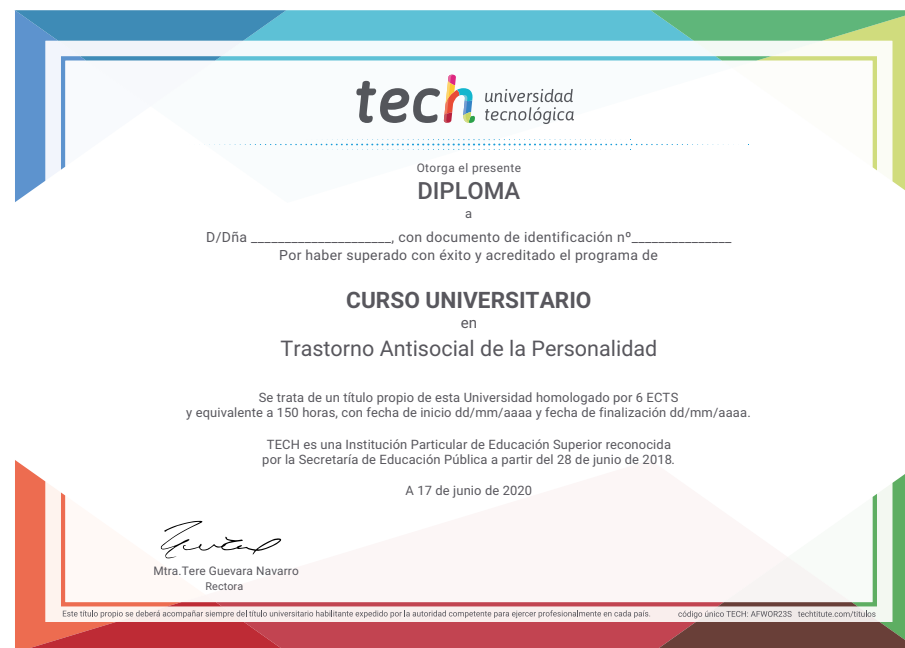 tech universidad
tecnológica
Otorga el presente
DIPLOMA
a
D/Dña _____________________, con documento de identificación nº_______________
Por haber superado con éxito y acreditado el programa de
CURSO UNIVERSITARIO
en
Trastorno Antisocial de la Personalidad
Se trata de un título propio de esta Universidad homologado por 6 ECTS
y equivalente a 150 horas, con fecha de inicio dd/mm/aaaa y fecha de finalización dd/mm/aaaa.
TECH es una Institución Particular de Educación Superior reconocida
por la Secretaría de Educación Pública a partir del 28 de junio de 2018.
A 17 de junio de 2020
Mtra.Tere Guevara Navarro
Rectora
Este título propio se deberá acompañar siempre del título universitario habilitante expedido por la autoridad competente para ejercer profesionalmente en cada país. código único TECH: AFWOR23S techtitute.com/titulos